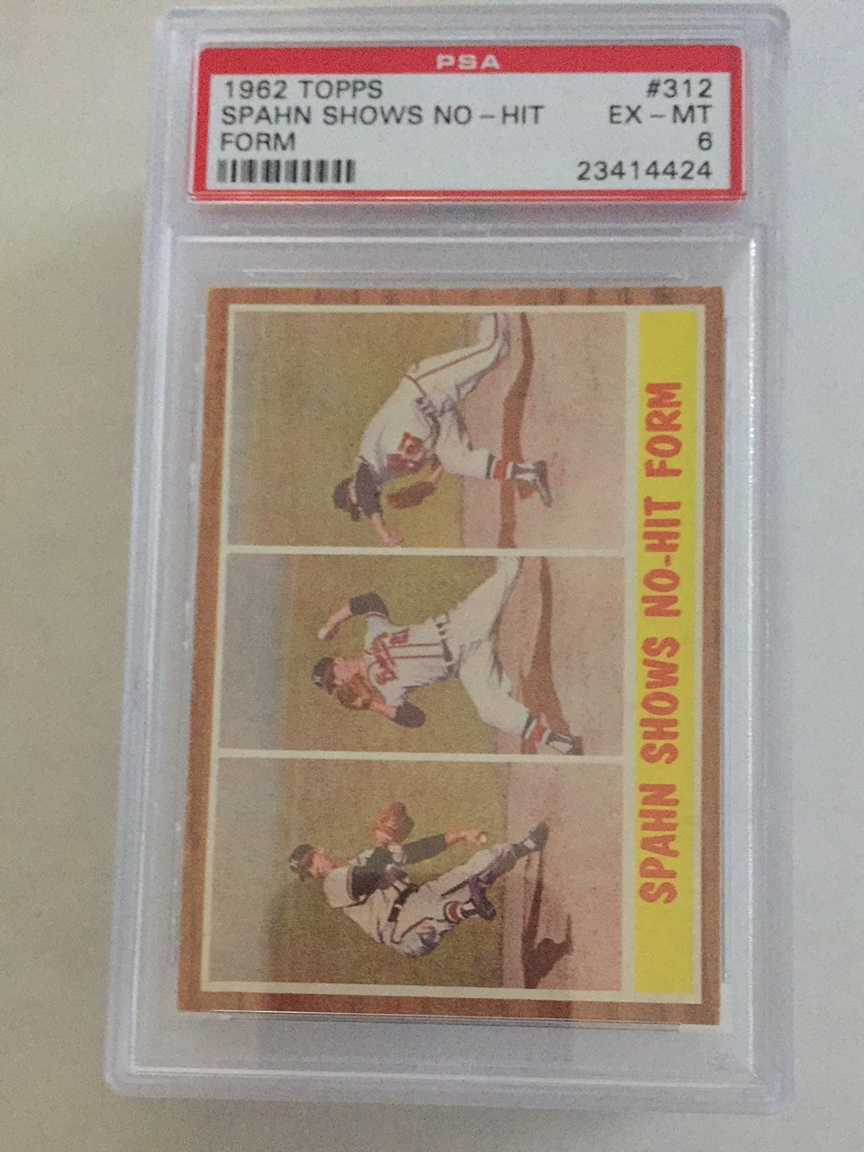 PSA
1962 TOPPS #312
SPAHN SHOWS NO-HIT EX-MT
FORM 6
23414424
SPAHN SHOWS NO-HIT FORM